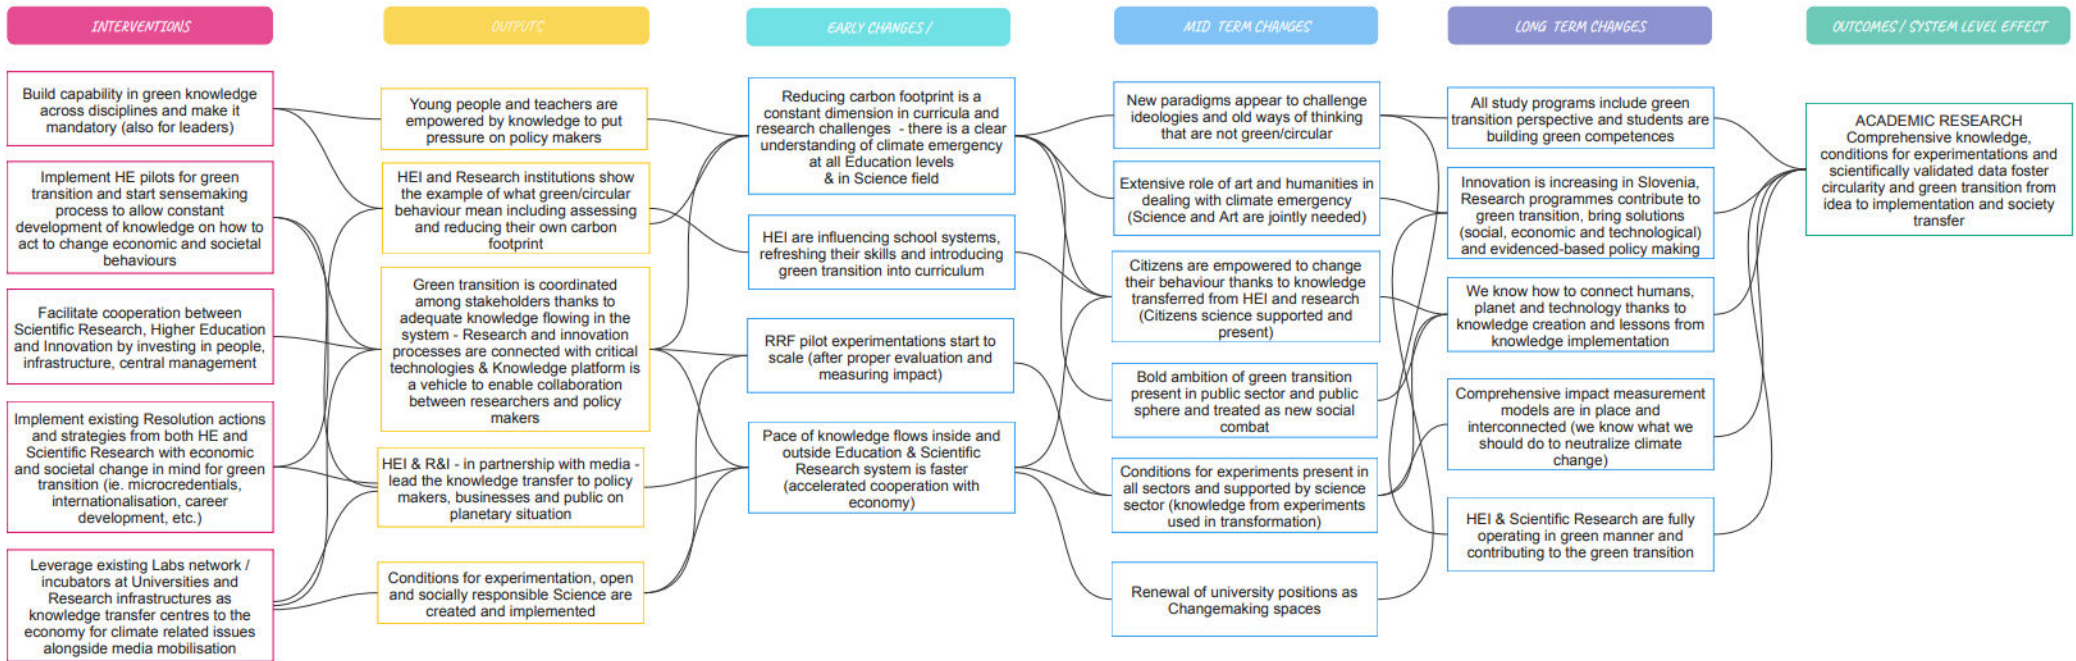 INTERVENTIONS
Build capability in green knowledge
across disciplines and make it
mandatory (also for leaders)
Implement HE pilots for green
transition and start sensemaking
process to allow constant
development of knowledge on how to
act to change economic and societal
behaviours
Facilitate cooperation between
Scientific Research, Higher Education
and Innovation by investing in people,
infrastructure, central management
Implement existing Resolution actions
and strategies from both HE and
Scientific Research with economic
and societal change in mind for green
transition (ie. microcredentials,
internationalisation, career
development, etc.)
Leverage existing Labs network /
incubators at Universities and
Research infrastructures as
knowledge transfer centres to the
economy for climate related issues
alongside media mobilisation
OUTPUTS
Young people and teachers are
empowered by knowledge to put
pressure on policy makers
HEI and Research institutions show
the example of what green/circular
behaviour mean including assessing
and reducing their own carbon
footprint
Green transition is coordinated
among stakeholders thanks to
adequate knowledge flowing in the
system - Research and innovation
processes are connected with critical
technologies & Knowledge platform is
a vehicle to enable collaboration
between researchers and policy
makers
HEI & R&I - in partnership with media -
lead the knowledge transfer to policy
makers, businesses and public on
planetary situation
Conditions for experimentation, open
and socially responsible Science are
created and implemented
EARLY CHANGES /
Reducing carbon footprint is a
constant dimension in curricula and
research challenges - there is a clear
understanding of climate emergency
at all Education levels
& in Science field
HEI are influencing school systems,
refreshing their skills and introducing
green transition into curriculum
RRF pilot experimentations start to
scale (after proper evaluation and
measuring impact)
Pace of knowledge flows inside and
outside Education & Scientific
Research system is faster
(accelerated cooperation with
economy)
MID TERM CHANGES
New paradigms appear to challenge
ideologies and old ways of thinking
that are not green/circular
Extensive role of art and humanities in
dealing with climate emergency
(Science and Art are jointly needed)
Citizens are empowered to change
their behaviour thanks to knowledge
transferred from HEI and research
(Citizens science supported and
present)
Bold ambition of green transition
present in public sector and public
sphere and treated as new social
combat
Conditions for experiments present in
all sectors and supported by science
sector (knowledge from experiments
used in transformation)
Renewal of university positions as
Changemaking spaces
LONG TERM CHANGES
All study programs include green
transition perspective and students are
building green competences
Innovation is increasing in Slovenia,
Research programmes contribute to
green transition, bring solutions
(social, economic and technological)
and evidenced-based policy making
We know how to connect humans,
planet and technology thanks to
knowledge creation and lessons from
knowledge implementation
Comprehensive impact measurement
models are in place and
interconnected (we know what we
should do to neutralize climate
change)
HEI & Scientific Research are fully
operating in green manner and
contributing to the green transition
OUTCOMES / SYSTEM LEVEL EFFECT
ACADEMIC RESEARCH
Comprehensive knowledge,
conditions for experimentations and
scientifically validated data foster
circularity and green transition from
idea to implementation and society
transfer